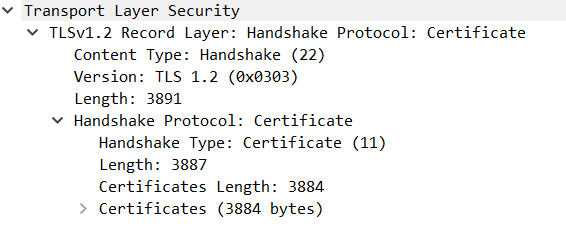 Transport Layer Security
TLSv1.2 Record Layer: Handshake Protocol: Certificate
Content Type: Handshake (22)
Version: TLS 1.2 (0x0303)
Length: 3891
Handshake Protocol: Certificate
Handshake Type: Certificate (11)
Length: 3887
Certificates Length: 3884
Certificates (3884 bytes)